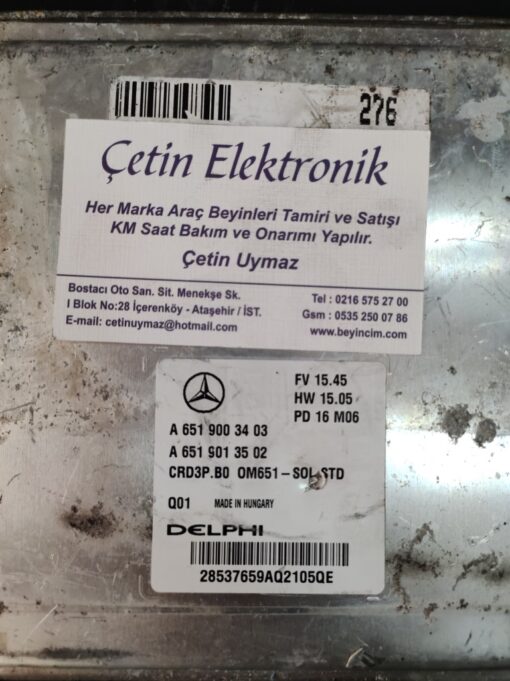 276
Çetin Elektronik
Her Marka Araç Beyinleri Tamiri ve Satışı
KM Saat Bakım ve Onarımı Yapılır.
Çetin Uymaz
Bostacı Oto San. Sit. Menekşe Sk.
I Blok No:28 İçerenköy - Ataşehir / İST.
E-mail: cetinuymaz@hotmail.com
Tel : 0216 575 27 00
Gsm : 0535 250 07 86
www.beyincim.com
FV 15.45
HW 15.05
PD 16 M06
A 651 900 34 03
A 651 901 35 02
CRD3P.B0 OM651-SOL STD
Q01 MADE IN HUNGARY
DELPHI
28537659AQ2105QE